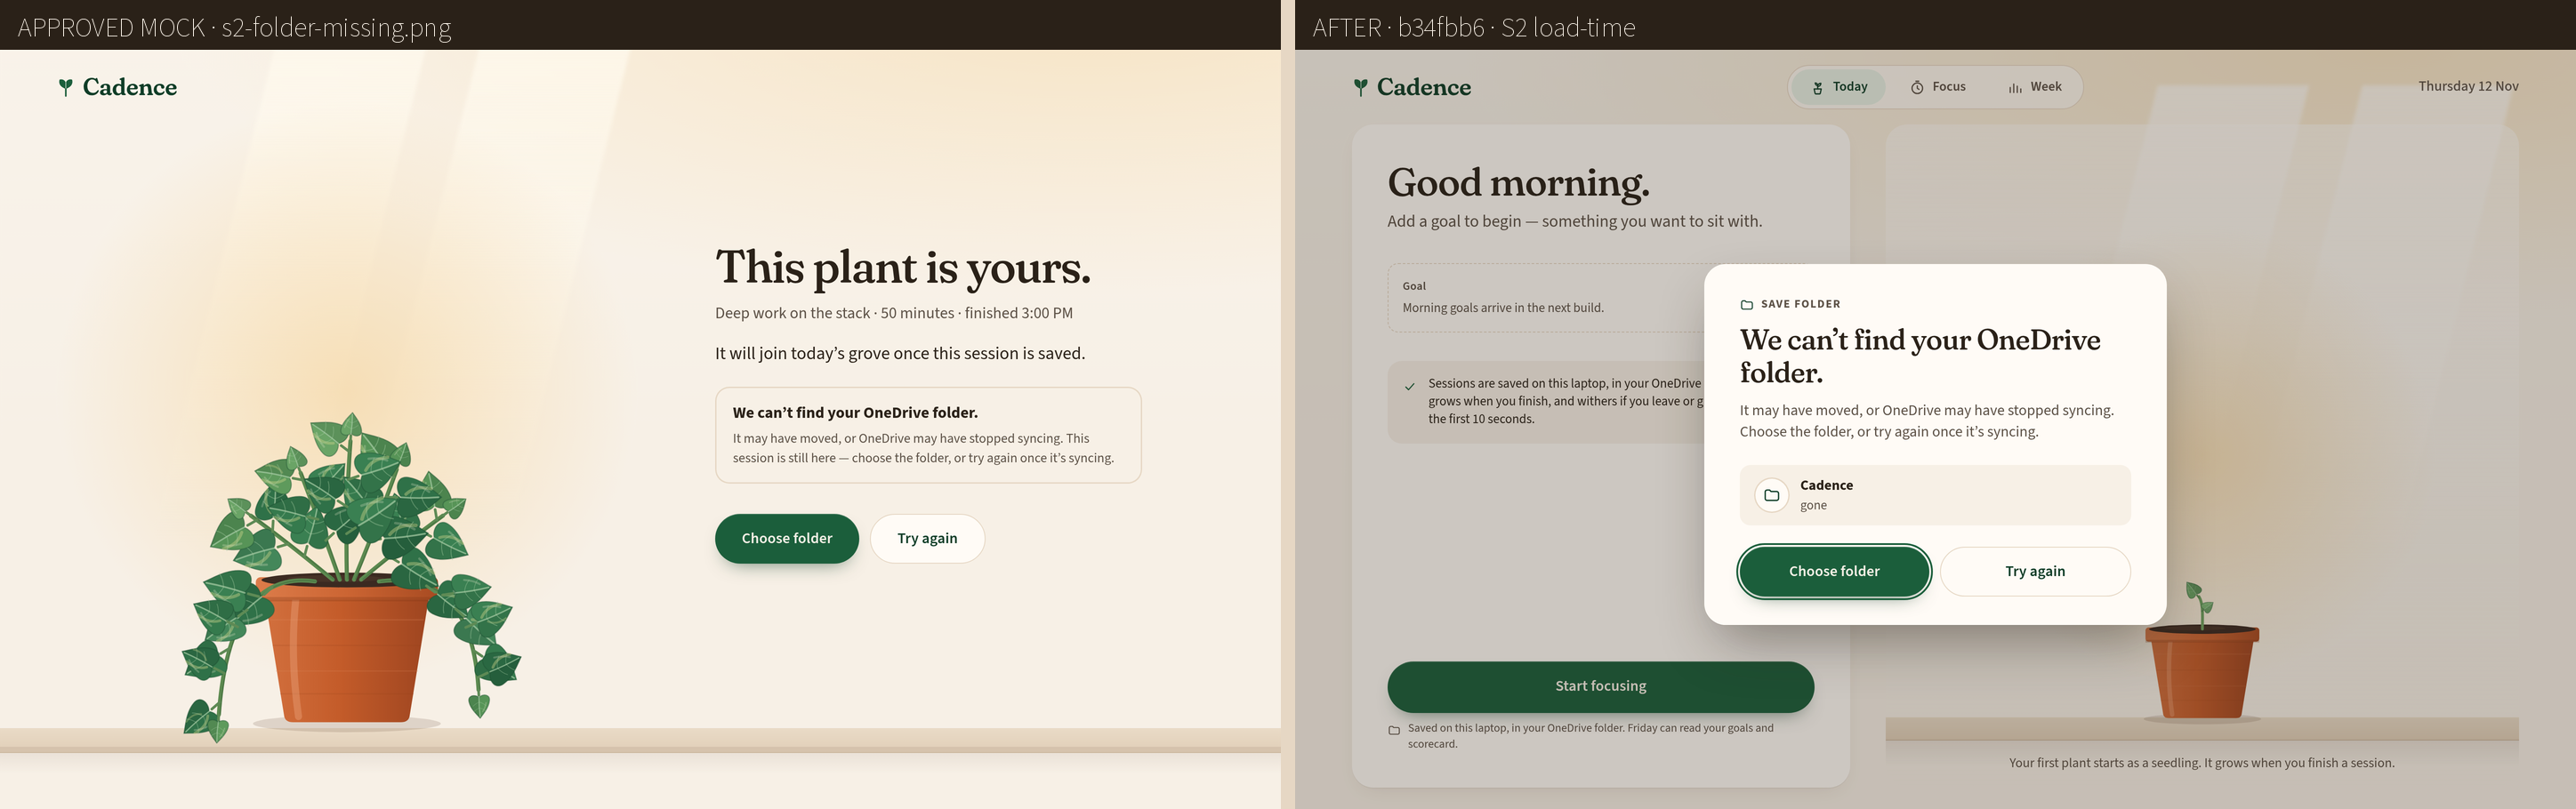 APPROVED MOCK · s2-folder-missing.png
Cadence
This plant is yours.
Deep work on the stack · 50 minutes · finished 3:00 PM
It will join today’s grove once this session is saved.
We can’t find your OneDrive folder.
It may have moved, or OneDrive may have stopped syncing. This
session is still here — choose the folder, or try again once it’s syncing.
Choose folder
Try again
AFTER · b34fbb6 · S2 load-time
Cadence
Today
Focus
Week
Thursday 12 Nov
Good morning.
Add a goal to begin — something you want to sit with.
Goal
Morning goals arrive in the next build.
Sessions are saved on this laptop, in your OneDrive
grows when you finish, and withers if you leave or g
the first 10 seconds.
SAVE FOLDER
We can’t find your OneDrive
folder.
It may have moved, or OneDrive may have stopped syncing.
Choose the folder, or try again once it’s syncing.
Cadence
gone
Choose folder
Try again
Start focusing
Saved on this laptop, in your OneDrive folder. Friday can read your goals and
scorecard.
Your first plant starts as a seedling. It grows when you finish a session.